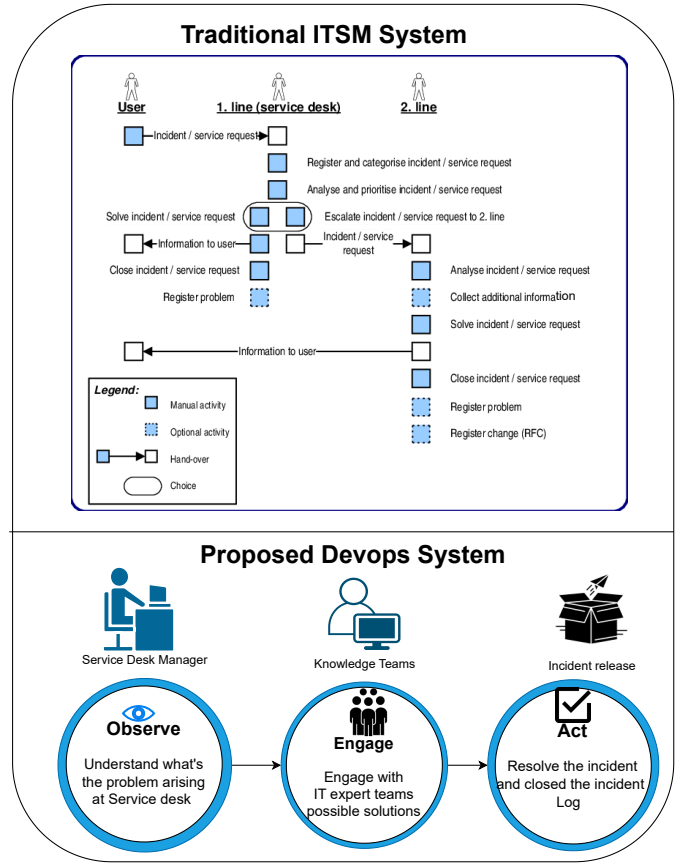 Traditional ITSM System
User
1. line (service desk)
2. line
Incident / service request
Register and categorise incident / service request
Analyse and prioritise incident / service request
Solve incident / service request
Escalate incident / service request to 2. line
Information to user
Incident / service
request
Close incident / service request
Analyse incident / service request
Register problem
Collect additional information
Solve incident / service request
Information to user
Close incident / service request
Legend:
Manual activity
Register problem
Optional activity
Register change (RFC)
Hand-over
Choice
Proposed Devops System
Service Desk Manager
Knowledge Teams
Incident release
Observe
Understand what's
the problem arising
at Service desk
Engage
Engage with
IT expert teams
possible solutions
Act
Resolve the incident
and closed the incident
Log